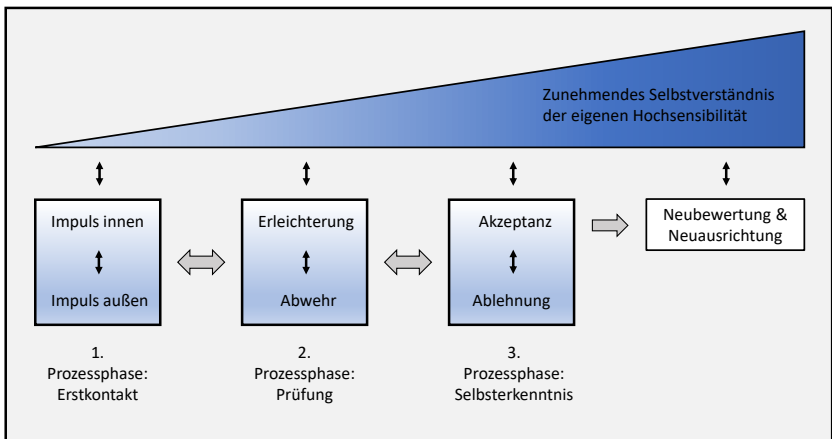 Zunehmendes Selbstverständnis
der eigenen Hochsensibilität
Impuls innen
Impuls außen
Erleichterung
Abwehr
Akzeptanz
Ablehnung
Neubewertung &
Neuausrichtung
1.
Prozessphase:
Erstkontakt
2.
Prozessphase:
Prüfung
3.
Prozessphase:
Selbsterkenntnis